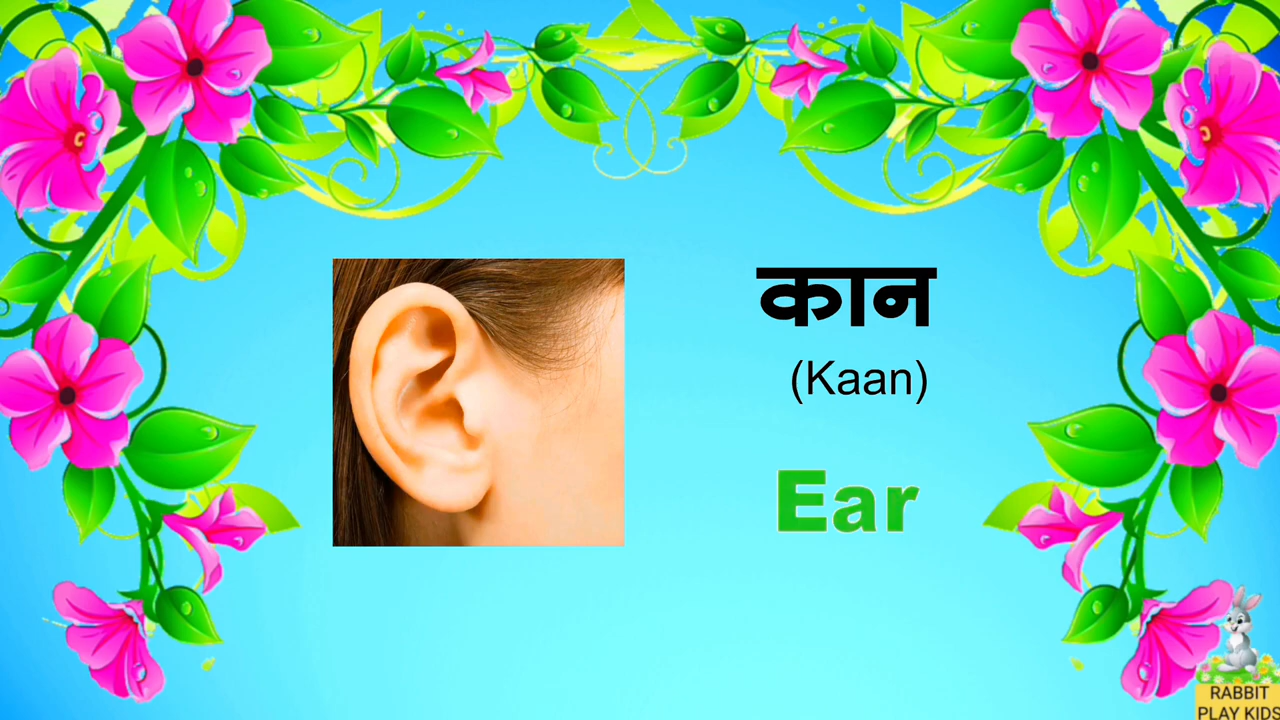 कान
(Kaan)
Ear
RABBIT
PLAY KIDS